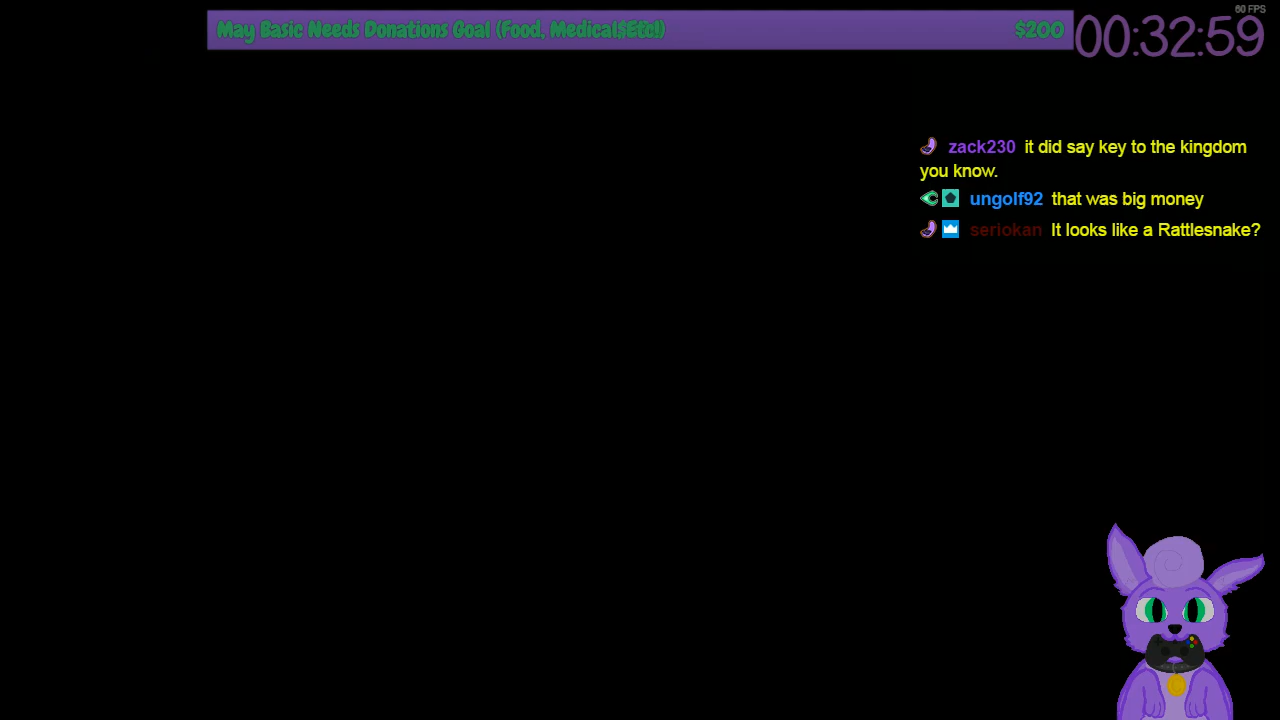 60 FPS
May Basic Needs Donations Goal (Food, Medical, Etc!) $200
00:32:59
zack230 it did say key to the kingdom
you know.
ungolf92 that was big money
seriokan It looks like a Rattlesnake?